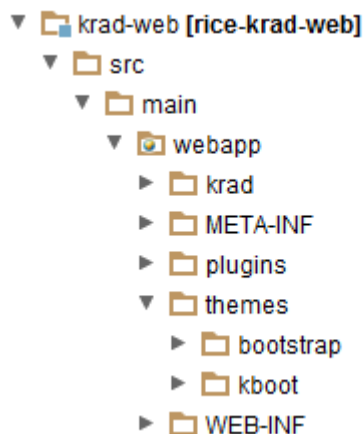 krad-web [rice-krad-web]
src
main
webapp
krad
META-INF
plugins
themes
bootstrap
kboot
WEB-INF